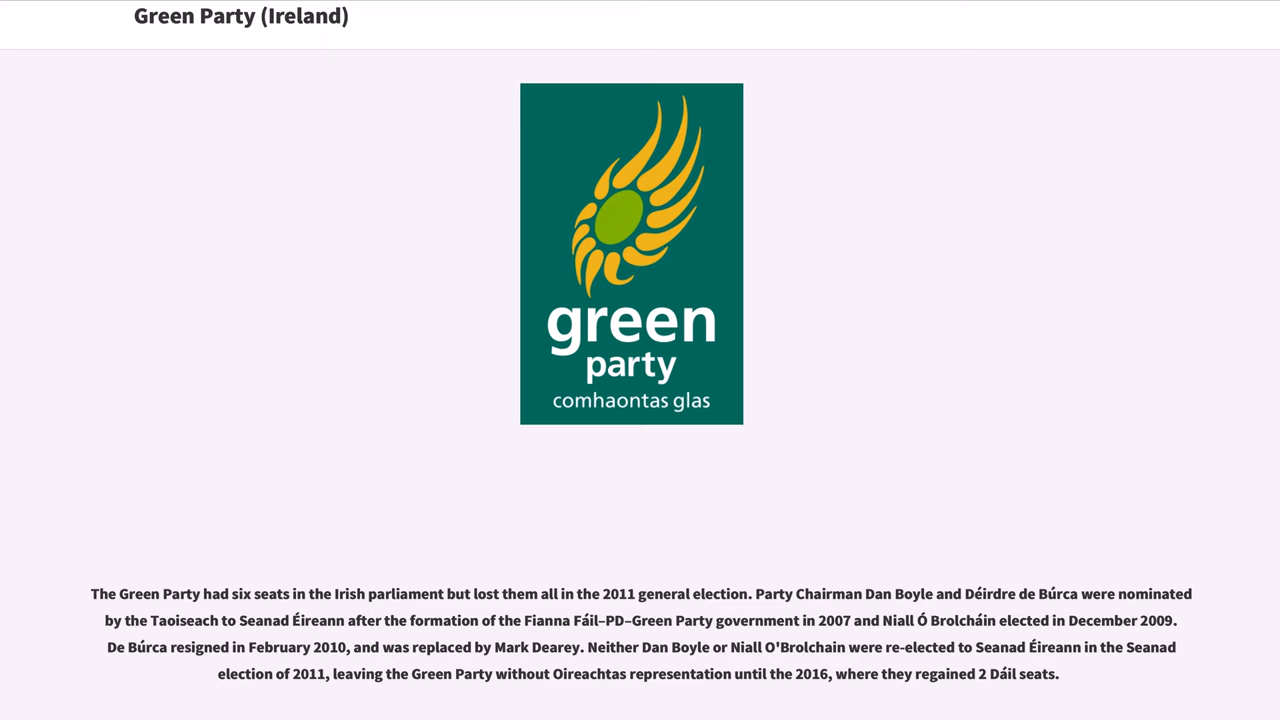 Green Party (Ireland)
green
party
comhaontas glas
The Green Party had six seats in the Irish parliament but lost them all in the 2011 general election. Party Chairman Dan Boyle and Déirdre de Búrca were nominated
by the Taoiseach to Seanad Éireann after the formation of the Fianna Fáil–PD–Green Party government in 2007 and Niall Ó Brolcháin elected in December 2009.
De Búrca resigned in February 2010, and was replaced by Mark Dearey. Neither Dan Boyle or Niall O'Brolchain were re-elected to Seanad Éireann in the Seanad
election of 2011, leaving the Green Party without Oireachtas representation until the 2016, where they regained 2 Dáil seats.